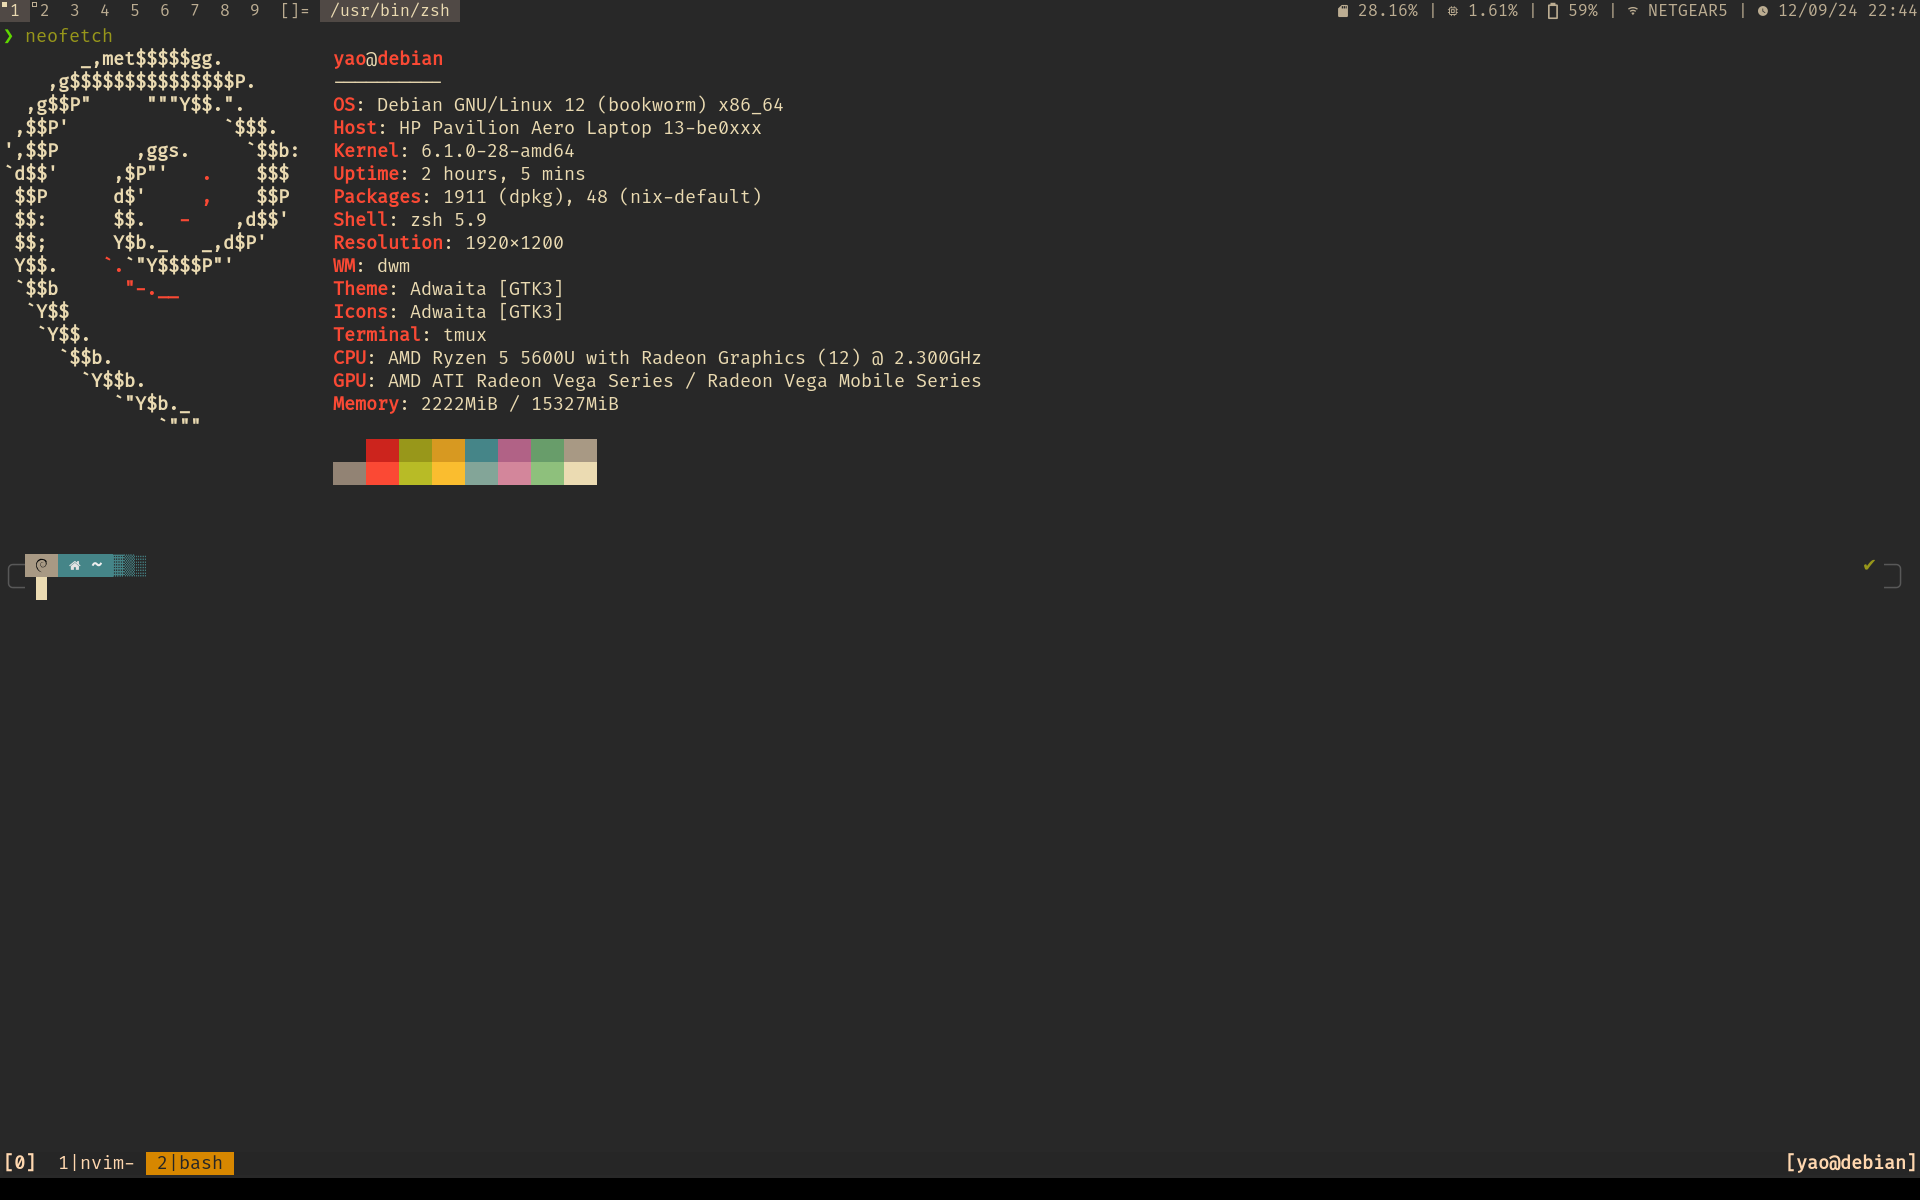 1 2 3 4 5 6 7 8 9 []= /usr/bin/zsh 28.16% | 1.61% | 59% | NETGEAR5 | 12/09/24 22:44
❯ neofetch
       _,met$$$$$gg.          yao@debian
    ,g$$$$$$$$$$$$$$$P.       ----------
  ,g$$P"     """Y$$.".        OS: Debian GNU/Linux 12 (bookworm) x86_64
 ,$$P'              `$$$.     Host: HP Pavilion Aero Laptop 13-be0xxx
',$$P       ,ggs.     `$$b:   Kernel: 6.1.0-28-amd64
`d$$'     ,$P"'   .    $$$    Uptime: 2 hours, 5 mins
 $$P      d$'     ,    $$P    Packages: 1911 (dpkg), 48 (nix-default)
 $$:      $$.   -    ,d$$'    Shell: zsh 5.9
 $$;      Y$b._   _,d$P'      Resolution: 1920×1200
 Y$$.    `.`"Y$$$$P"'         WM: dwm
 `$$b      "-.__              Theme: Adwaita [GTK3]
  `Y$$                        Icons: Adwaita [GTK3]
   `Y$$.                      Terminal: tmux
     `$$b.                    CPU: AMD Ryzen 5 5600U with Radeon Graphics (12) @ 2.300GHz
       `Y$$b.                 GPU: AMD ATI Radeon Vega Series / Radeon Vega Mobile Series
          `"Y$b._             Memory: 2222MiB / 15327MiB
              `"""
~ ✔
[0] 1|nvim- 2|bash [yao@debian]